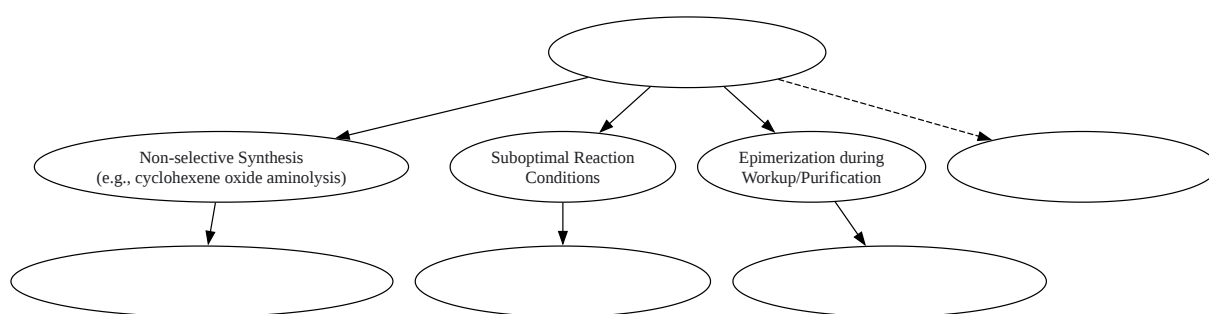 Non-selective Synthesis
(e.g., cyclohexene oxide aminolysis)
Suboptimal Reaction
Conditions
Epimerization during
Workup/Purification